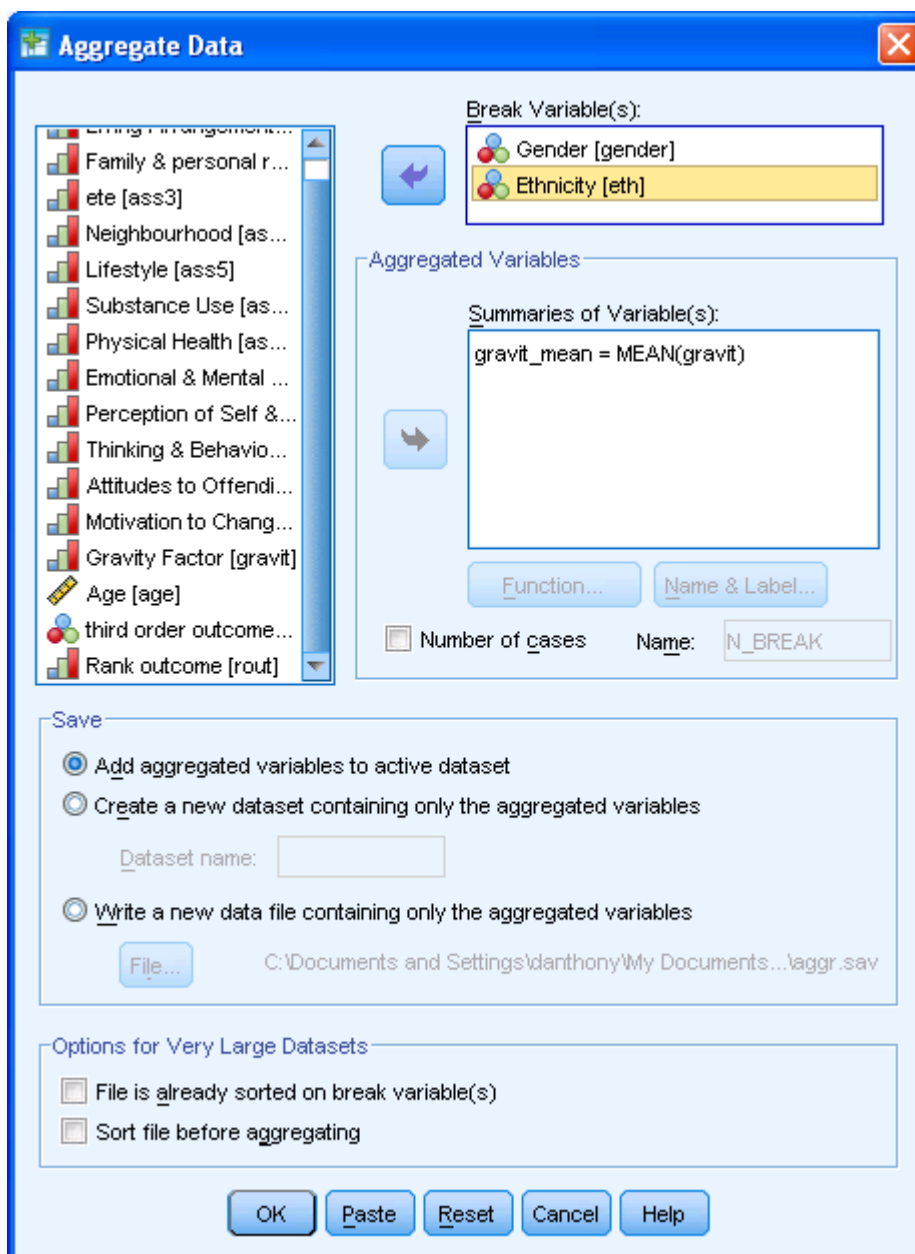 Aggregate Data
Break Variable(s):
Gender [gender]
Ethnicity [eth]
Family & personal r...
ete [ass3]
Neighbourhood [as...
Lifestyle [ass5]
Substance Use [as...
Physical Health [as...
Emotional & Mental ...
Perception of Self &...
Thinking & Behavio...
Attitudes to Offendi...
Motivation to Chang...
Gravity Factor [gravit]
Age [age]
third order outcome...
Rank outcome [rout]
Aggregated Variables
Summaries of Variable(s):
gravit_mean = MEAN(gravit)
Function...
Name & Label...
Number of cases
Name:
N_BREAK
Save
Add aggregated variables to active dataset
Create a new dataset containing only the aggregated variables
Dataset name:
Write a new data file containing only the aggregated variables
File...
C:\Documents and Settings\danthony\My Documents...\aggr.sav
Options for Very Large Datasets
File is already sorted on break variable(s)
Sort file before aggregating
OK
Paste
Reset
Cancel
Help